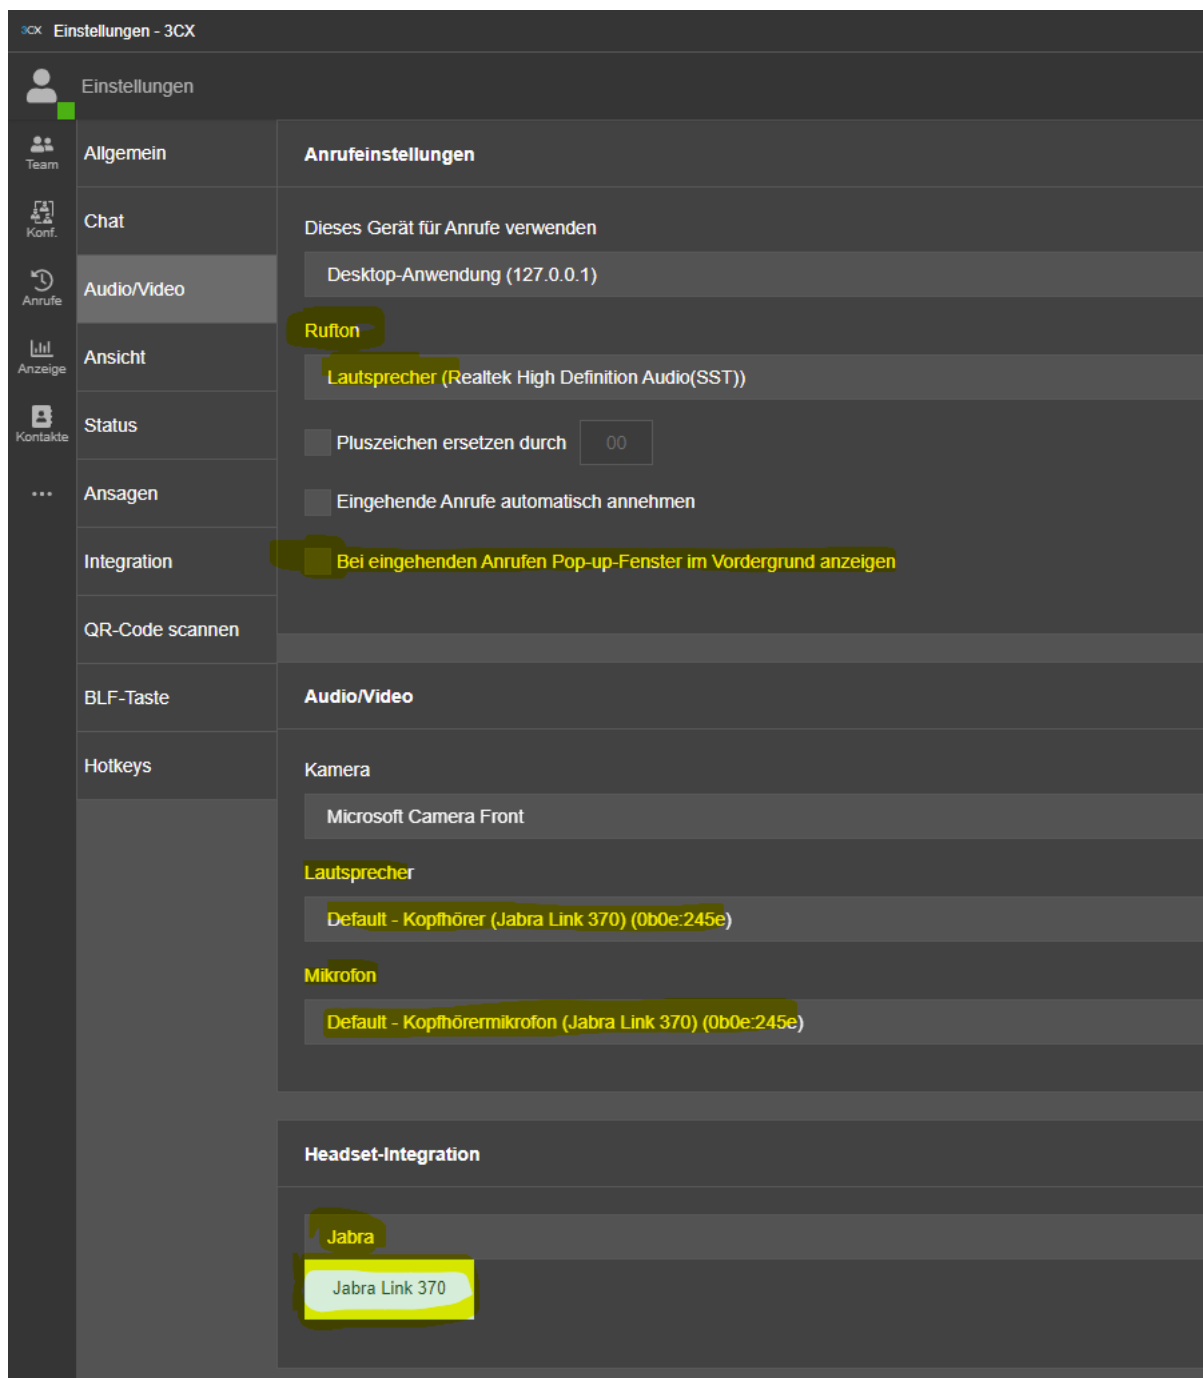 3CX Einstellungen - 3CX
Einstellungen
Team
Konf.
Anrufe
Anzeige
Kontakte
Allgemein
Chat
Audio/Video
Ansicht
Status
Ansagen
Integration
QR-Code scannen
BLF-Taste
Hotkeys
Anrufeinstellungen
Dieses Gerät für Anrufe verwenden
Desktop-Anwendung (127.0.0.1)
Rufton
Lautsprecher (Realtek High Definition Audio(SST))
Pluszeichen ersetzen durch 00
Eingehende Anrufe automatisch annehmen
Bei eingehenden Anrufen Pop-up-Fenster im Vordergrund anzeigen
Audio/Video
Kamera
Microsoft Camera Front
Lautsprecher
Default - Kopfhörer (Jabra Link 370) (0b0e:245e)
Mikrofon
Default - Kopfhörermikrofon (Jabra Link 370) (0b0e:245e)
Headset-Integration
Jabra
Jabra Link 370